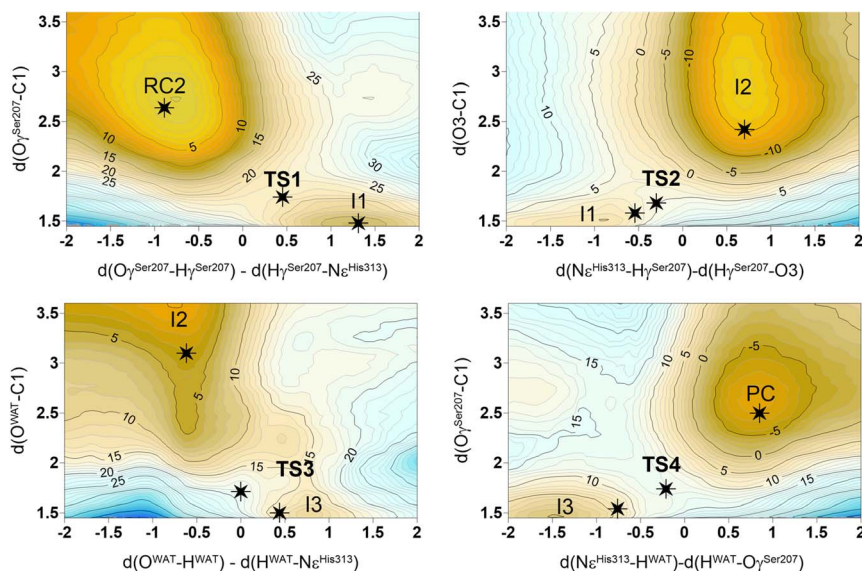 d(Oγ^Ser207-C1)
3.5
3
2.5
2
1.5
RC2
TS1
I1
5
10
10
15
15
20
20
25
25
25
30
-2 -1.5 -1 -0.5 0 0.5 1 1.5 2
d(Oγ^Ser207-Hγ^Ser207) - d(Hγ^Ser207-Nε^His313)
d(O3-C1)
3.5
3
2.5
2
1.5
I2
TS2
I1
10
5
5
5
0
0
-5
-5
-10
-10
-2 -1.5 -1 -0.5 0 0.5 1 1.5 2
d(Nε^His313-Hγ^Ser207)-d(Hγ^Ser207-O3)
d(O^WAT-C1)
3.5
3
2.5
2
1.5
I2
TS3
I3
5
5
10
10
15
15
20
20
25
-2 -1.5 -1 -0.5 0 0.5 1 1.5 2
d(O^WAT-H^WAT) - d(H^WAT-Nε^His313)
d(Oγ^Ser207-C1)
3.5
3
2.5
2
1.5
PC
TS4
I3
15
15
10
5
5
0
0
-5
-5
10
15
-2 -1.5 -1 -0.5 0 0.5 1 1.5 2
d(Nε^His313-H^WAT)-d(H^WAT-Oγ^Ser207)